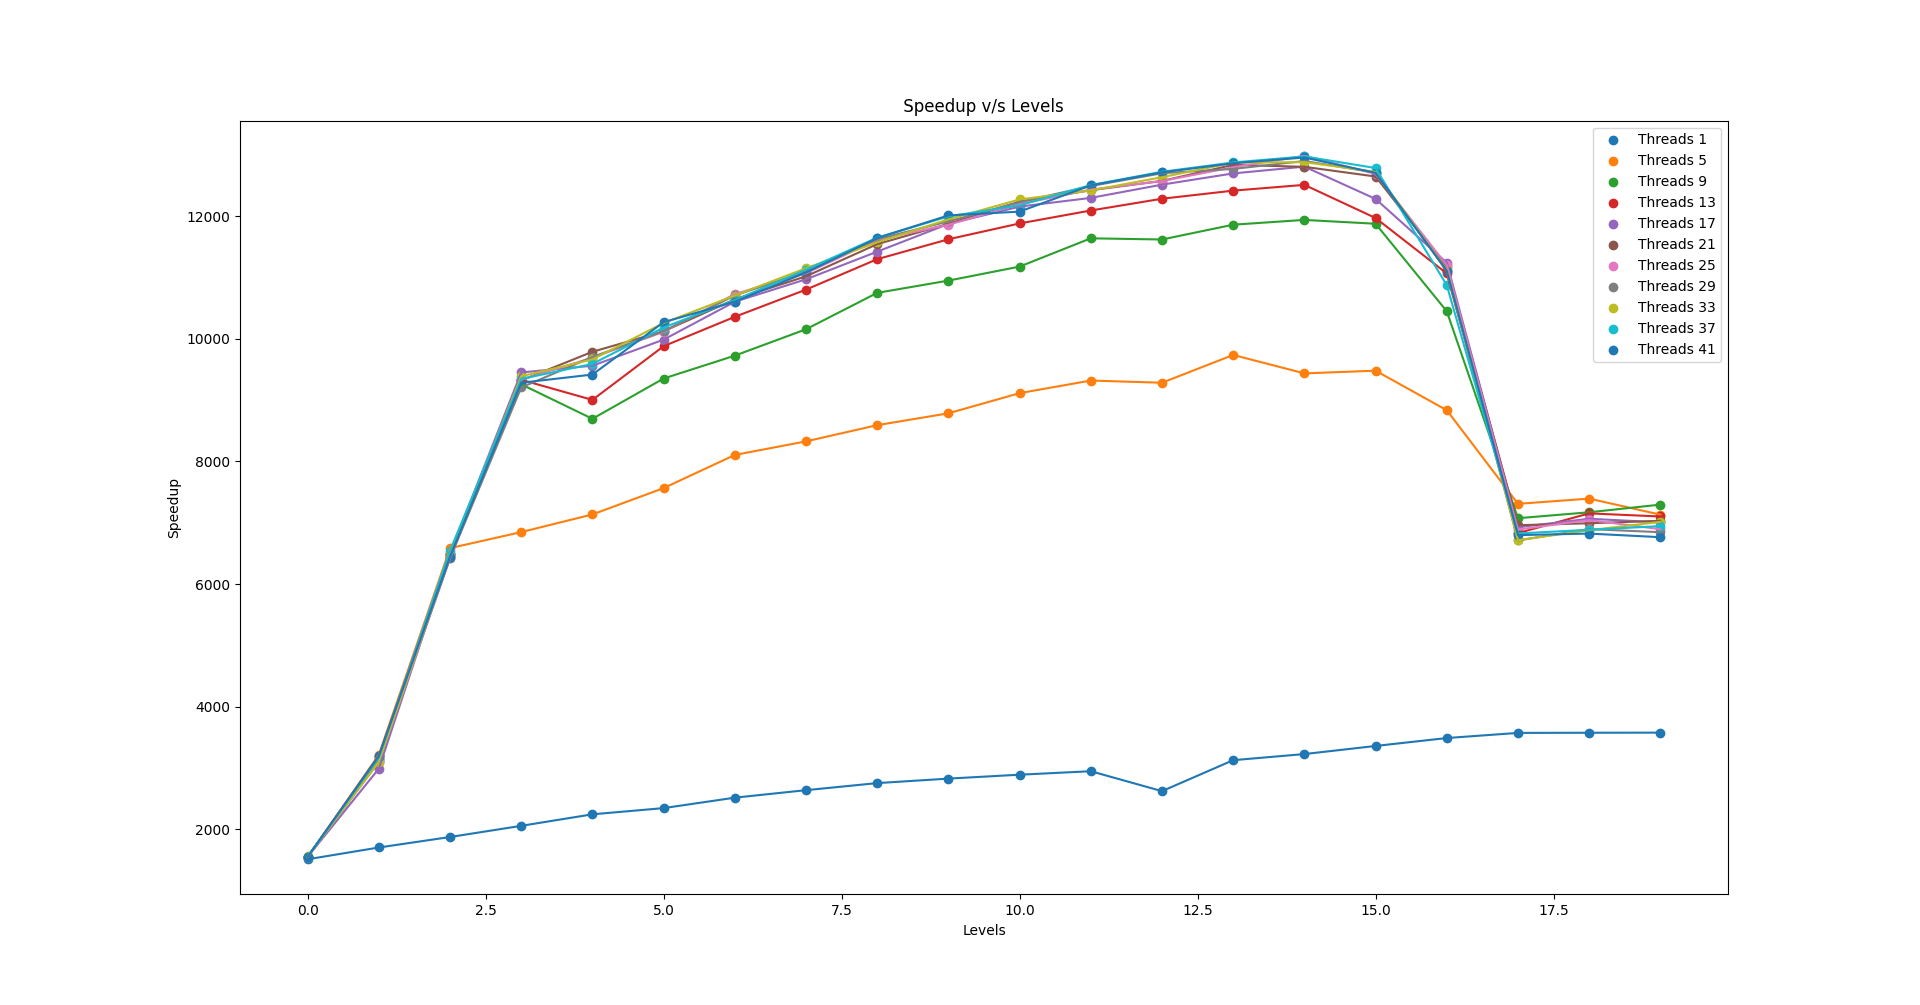 Speedup v/s Levels
Threads 1
Threads 5
Threads 9
Threads 13
Threads 17
Threads 21
Threads 25
Threads 29
Threads 33
Threads 37
Threads 41
Speedup
12000
10000
8000
6000
4000
2000
0.0 2.5 5.0 7.5 10.0 12.5 15.0 17.5
Levels